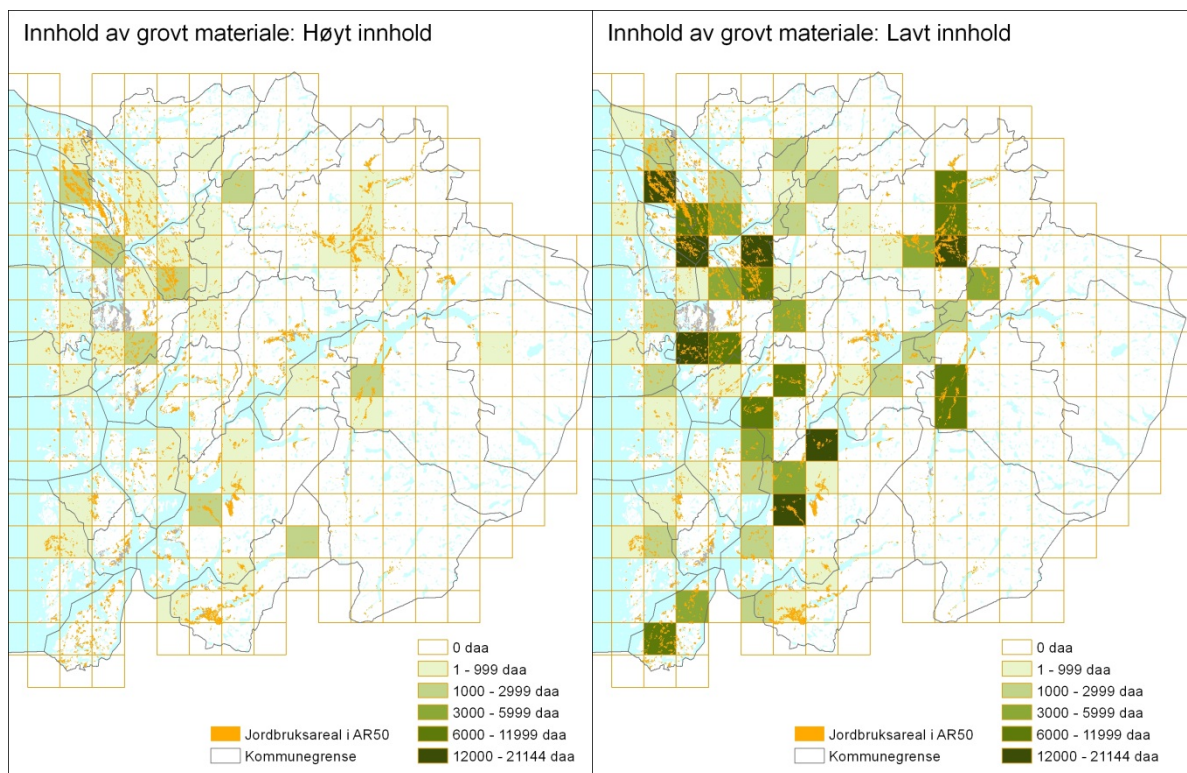 Innhold av grovt materiale: Høyt innhold
0 daa
1 - 999 daa
1000 - 2999 daa
3000 - 5999 daa
6000 - 11999 daa
12000 - 21144 daa
Jordbruksareal i AR50
Kommunegrense
Innhold av grovt materiale: Lavt innhold
0 daa
1 - 999 daa
1000 - 2999 daa
3000 - 5999 daa
6000 - 11999 daa
12000 - 21144 daa
Jordbruksareal i AR50
Kommunegrense